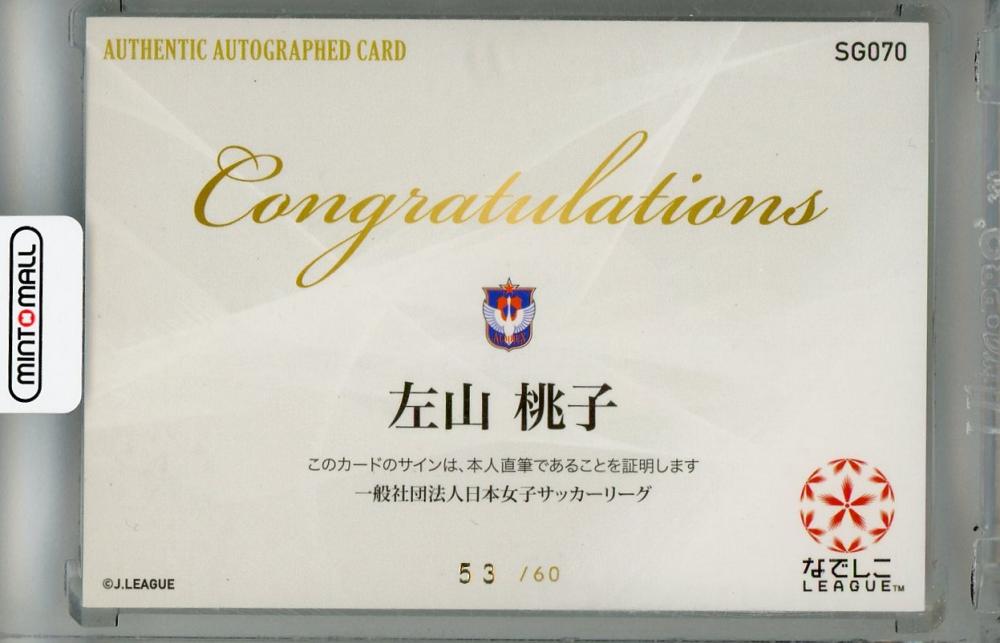 AUTHENTIC AUTOGRAPHED CARD
SG070
Congratulations
左山 桃子
このカードのサインは、本人直筆であることを証明します
一般社団法人日本女子サッカーリーグ
53 /60
©J.LEAGUE
なでしこ
LEAGUE™
MINTOMALL